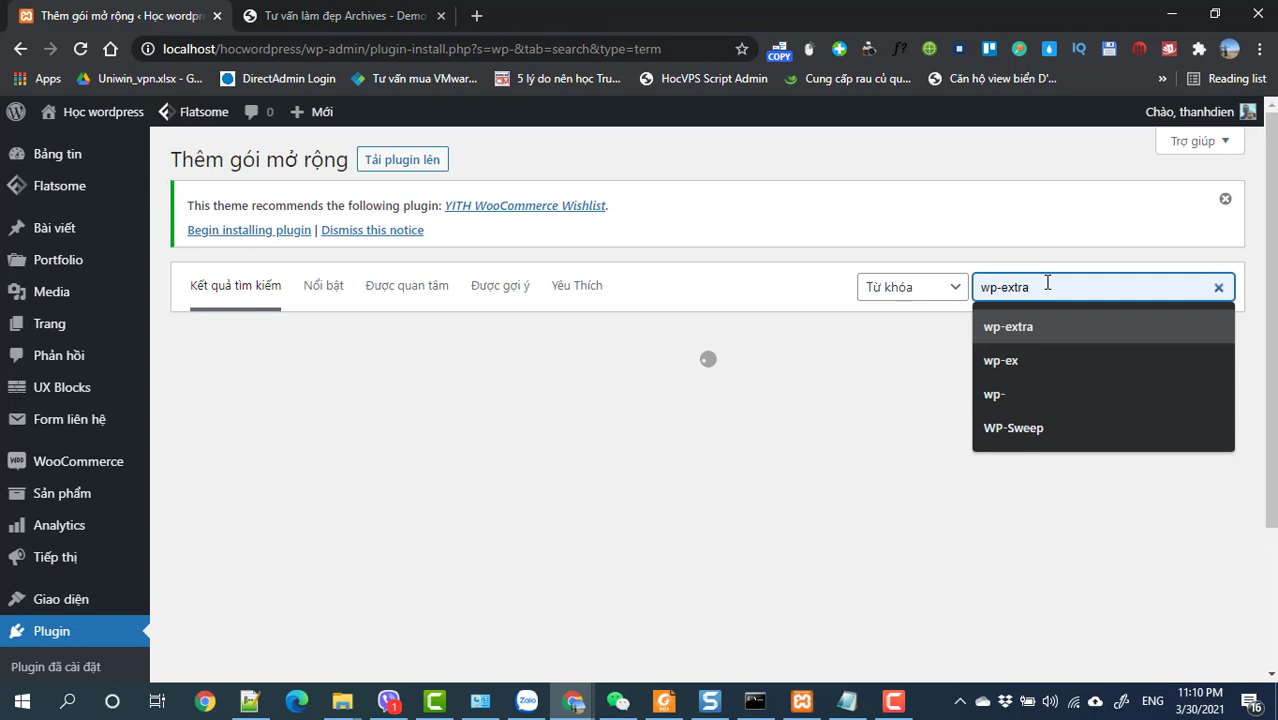 Thêm gói mở rộng ‹ Học wordpress
Tư vấn làm đẹp Archives - Demo
localhost/hocwordpress/wp-admin/plugin-install.php?s=wp-&tab=search&type=term
COPY
Apps
Uniwin_vpn.xlsx - G...
DirectAdmin Login
Tư vấn mua VMwar...
5 lý do nên học Tru...
HocVPS Script Admin
Cung cấp rau củ qu...
Căn hộ view biển D'...
Reading list
Học wordpress
Flatsome
0
Mới
Chào, thanhdien
Bảng tin
Flatsome
Bài viết
Portfolio
Media
Trang
Phản hồi
UX Blocks
Form liên hệ
WooCommerce
Sản phẩm
Analytics
Tiếp thị
Giao diện
Plugin
Plugin đã cài đặt
Trợ giúp
Thêm gói mở rộng
Tải plugin lên
This theme recommends the following plugin: YITH WooCommerce Wishlist.
Begin installing plugin | Dismiss this notice
Kết quả tìm kiếm
Nổi bật
Được quan tâm
Được gợi ý
Yêu Thích
Từ khóa
wp-extra
wp-extra
wp-ex
wp-
WP-Sweep
ENG
11:10 PM
3/30/2021
16